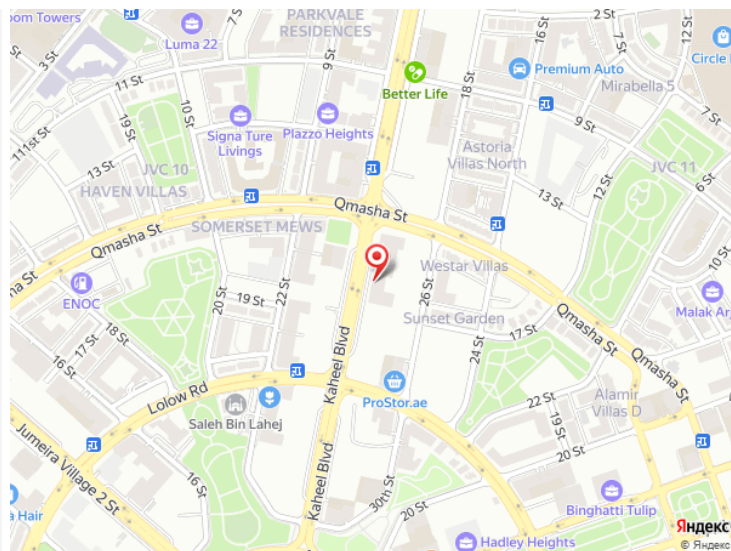 oom Towers
Luma 22
PARKVALE
RESIDENCES
7 St
9 St
2 St
16 St
12 St
Circle
11 St
10 St
19 St
111st St
13 St
JVC 10
HAVEN VILLAS
Signa Ture
Livings
Plazzo Heights
Better Life
Premium Auto
18 St
Mirabella 5
7 St
9 St
Astoria
Villas North
13 St
12 St
JVC 11
6 St
Qmasha St
SOMERSET MEWS
Qmasha St
na St
ENOC
20 St
19 St
22 St
Kaheel Blvd
Westar Villas
26 St
Sunset Garden
17 St
24 St
Qmasha St
10 St
Malak Arj
Qmasha St
18 St
17 St
16 St
Lolow Rd
Saleh Bin Lahej
ProStor.ae
22 St
19 St
Alamir
Villas D
20 St
Jumeira Village 2 St
16 St
Kaheel Blvd
30th St
20 St
a Hair
Hadley Heights
Binghatti Tulip
Яндекс
© Яндекс